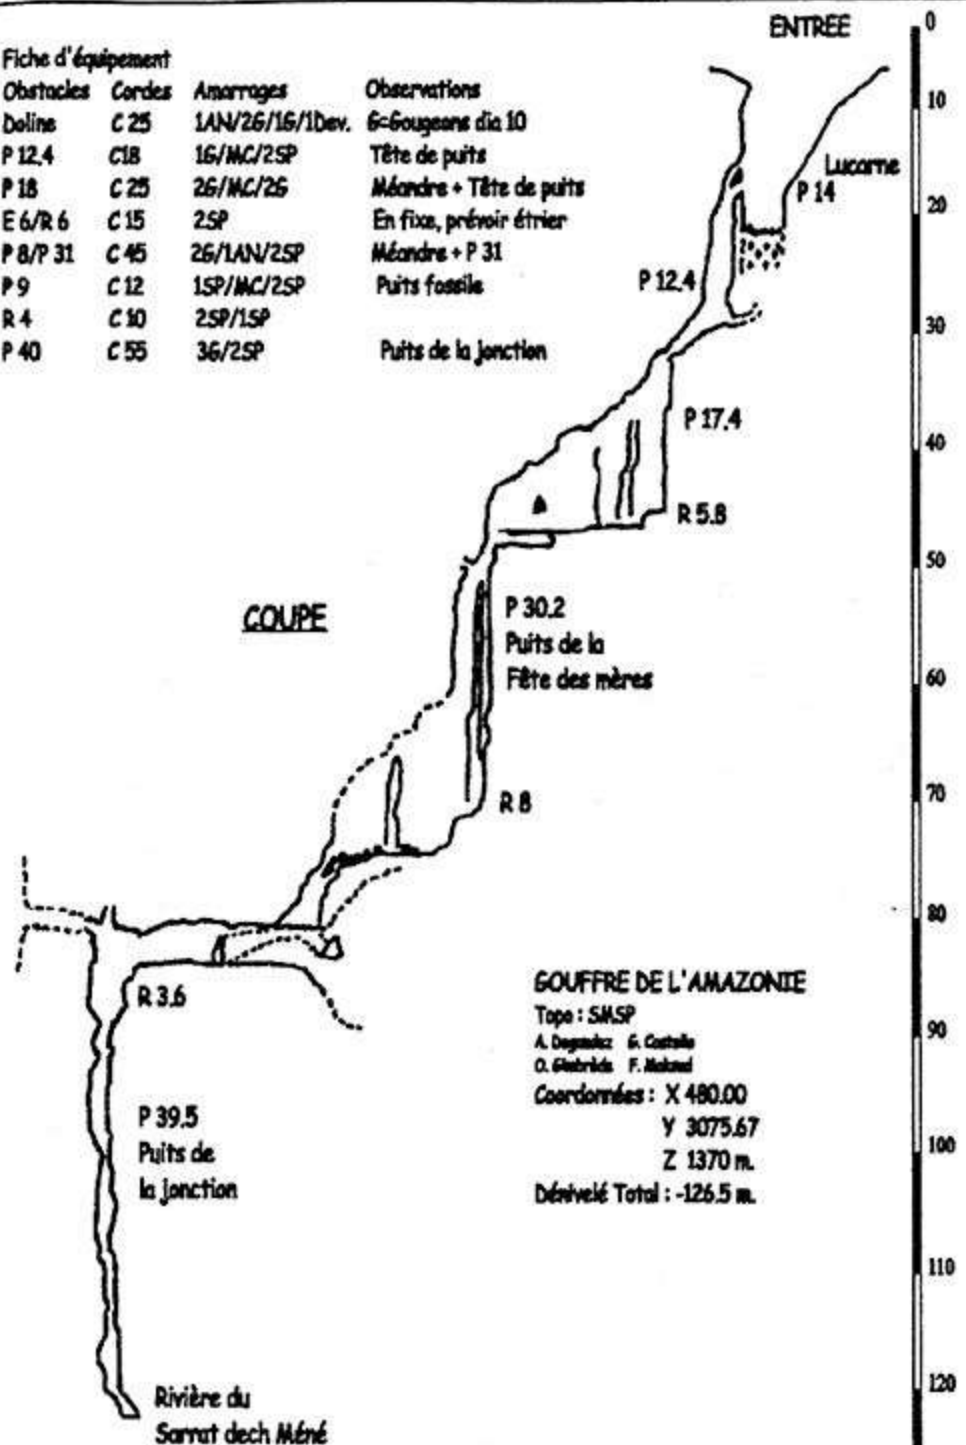 ENTREE
Fiche d'équipement
Obstacles Cordes Amarrages Observations
Doline C 25 1AN/2G/1G/1Dev. G=Gougeons dia 10
P 12.4 C18 1G/MC/2SP Tête de puits
P 18 C 25 2G/MC/2G Méandre + Tête de puits
E 6/R 6 C 15 2SP En fixe, prévoir étrier
P 8/P 31 C 45 2G/1AN/2SP Méandre + P 31
P 9 C 12 1SP/MC/2SP Puits fossile
R 4 C 10 2SP/1SP
P 40 C 55 3G/2SP Puits de la jonction
0
10
Lucarne
P 14
20
P 12.4
30
P 17.4
40
R 5.8
50
COUPE
P 30.2
Puits de la
Fête des mères
60
70
R 8
80
R 3.6
90
GOUFFRE DE L'AMAZONIE
Topo : SMSP
A. G. Costella
O. F.
Coordonnées : X 480.00
Y 3075.67
Z 1370 m.
Dénivelé Total : -126.5 m.
P 39.5
Puits de
la jonction
100
110
120
Rivière du
Sarrat dech Méné